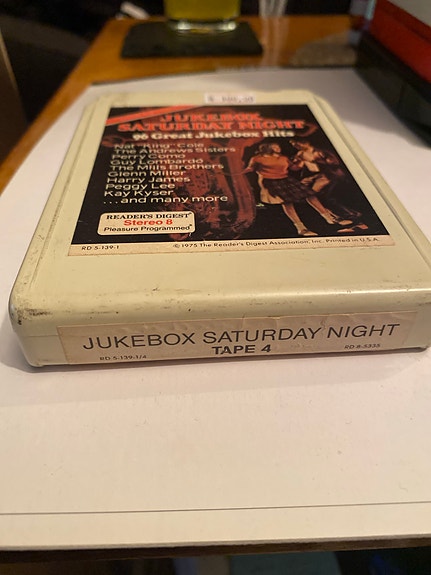 JUKEBOX
SATURDAY NIGHT
96 Great Jukebox Hits
Nat "King" Cole
The Andrews Sisters
Perry Como
Guy Lombardo
The Mills Brothers
Glenn Miller
Harry James
Peggy Lee
Kay Kyser
...and many more
READER'S DIGEST
Stereo 8
Pleasure Programmed
RD 5-139-1
© 1975 The Reader's Digest Association, Inc. Printed in U.S.A.
JUKEBOX SATURDAY NIGHT
TAPE 4
RD 5-139-1/4